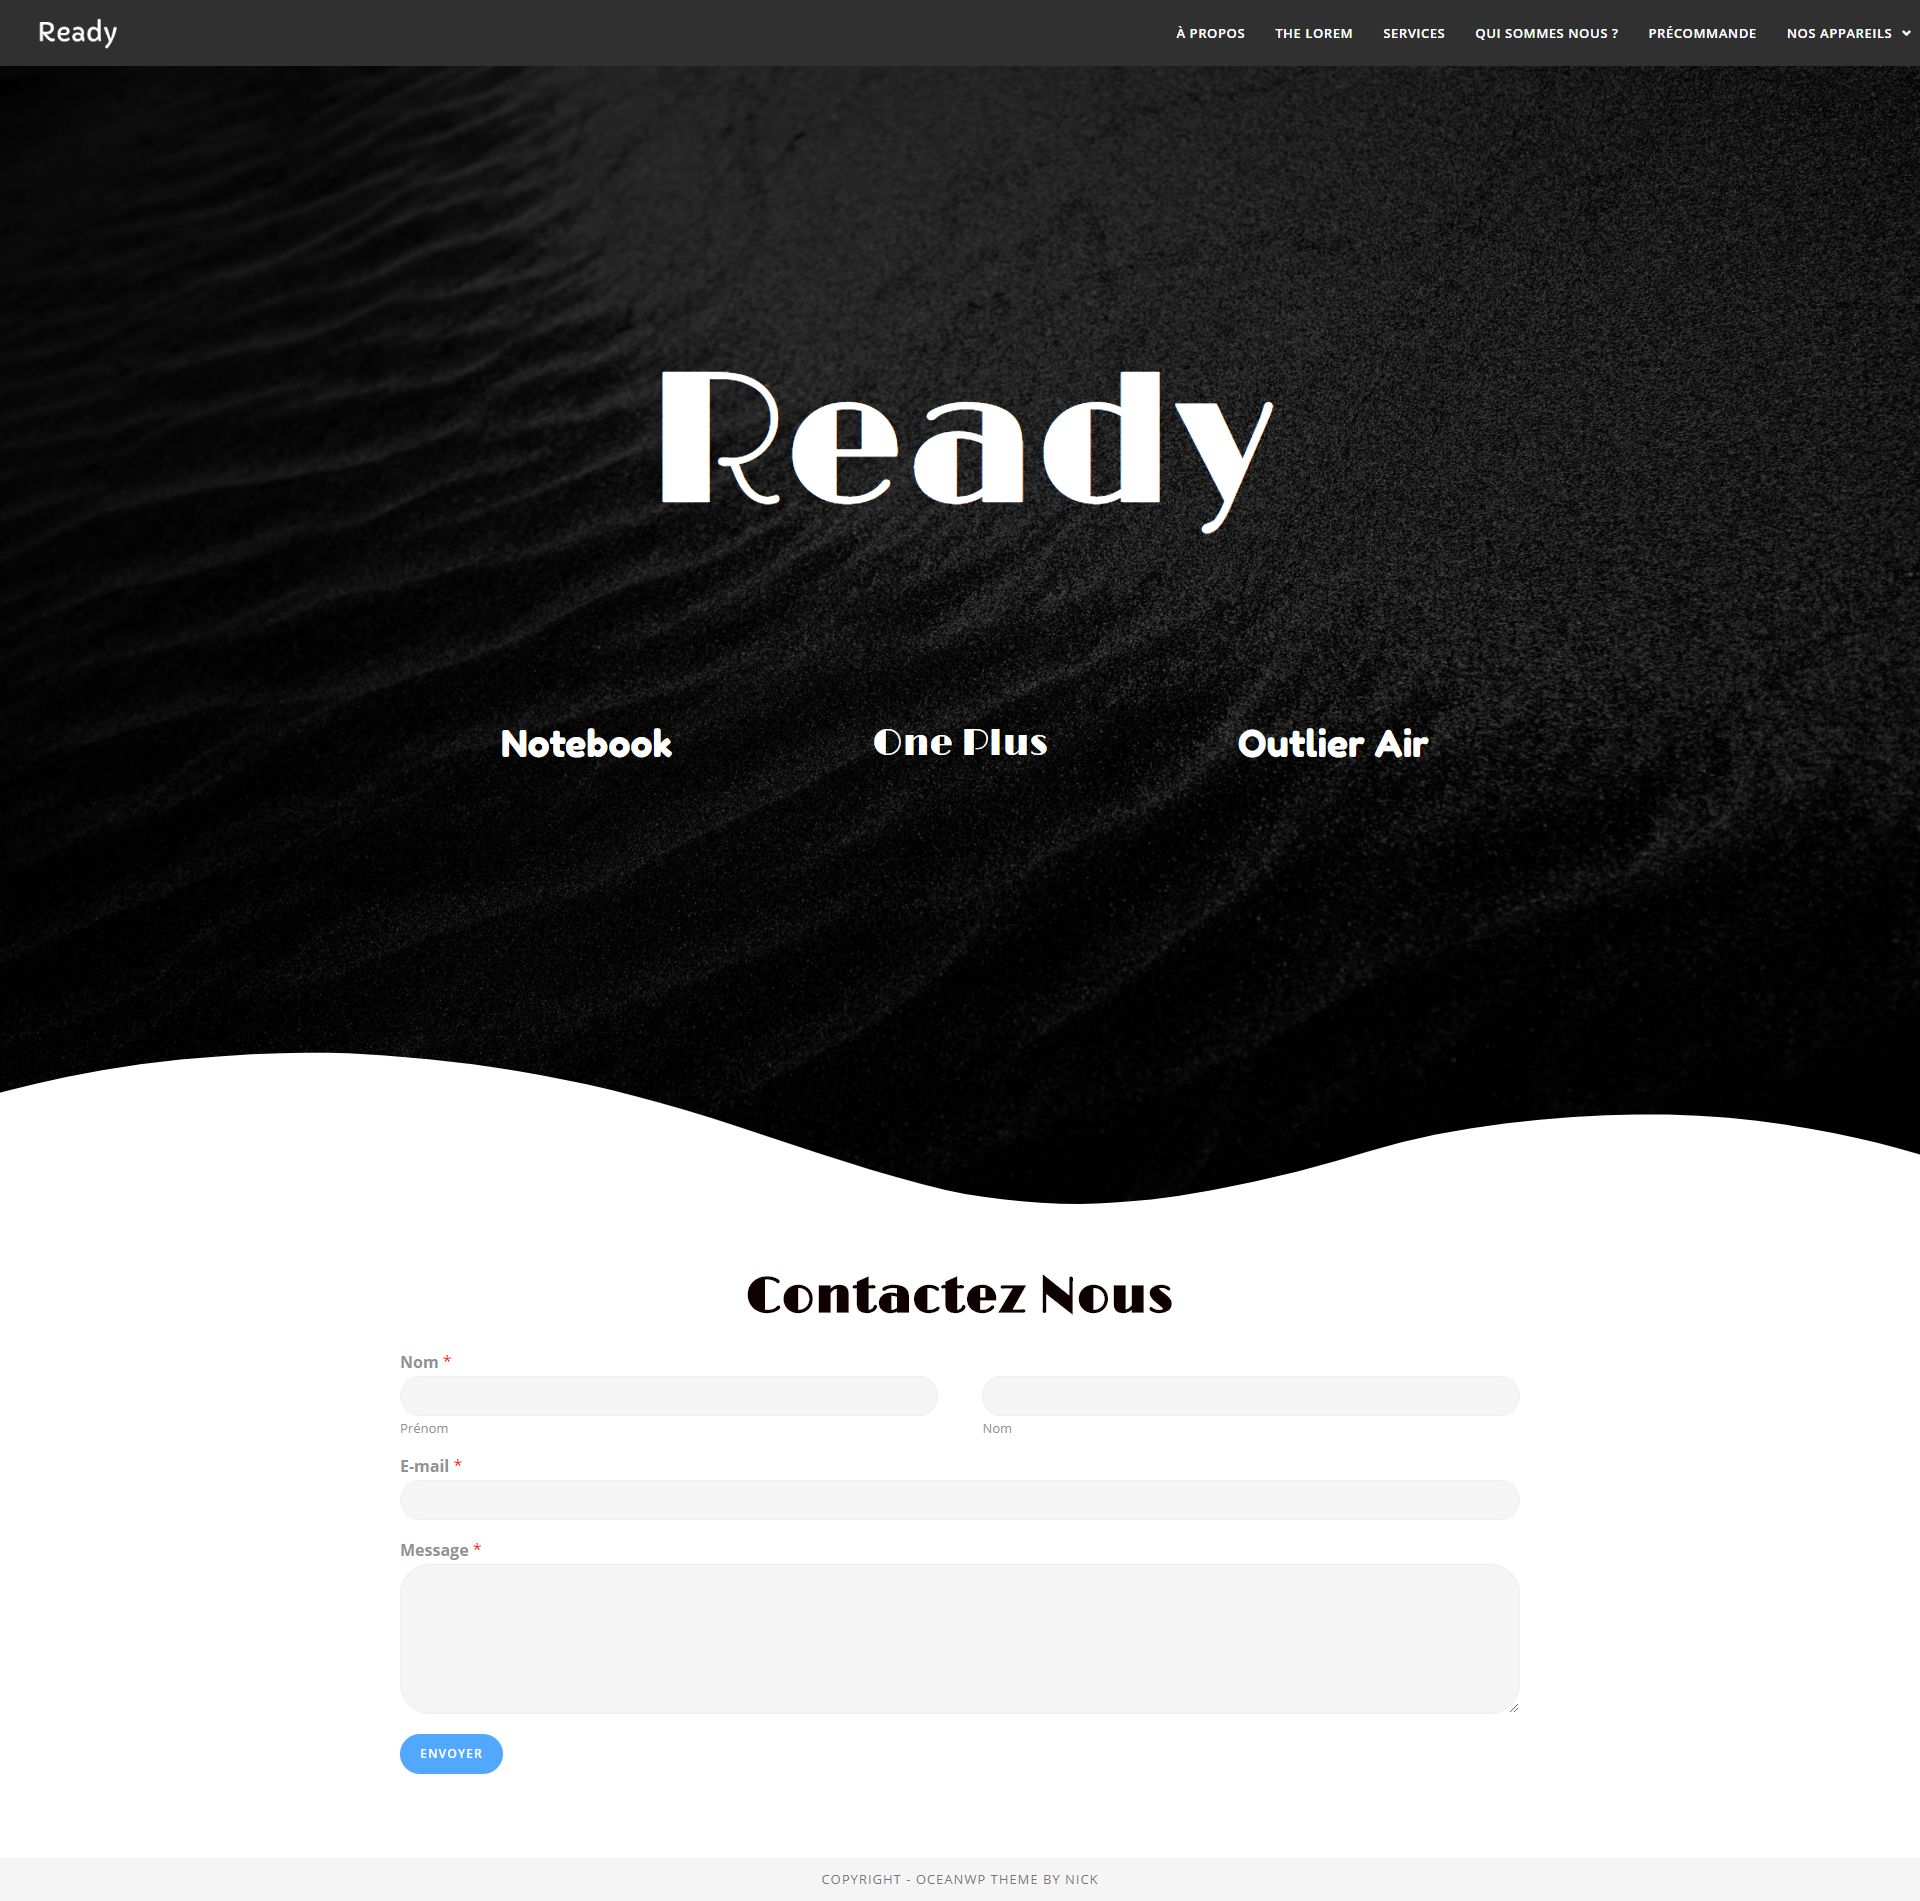 Ready
À PROPOS THE LOREM SERVICES QUI SOMMES NOUS ? PRÉCOMMANDE NOS APPAREILS
Ready
Notebook One Plus Outlier Air
Contactez Nous
Nom *
Prénom Nom
E-mail *
Message *
ENVOYER
COPYRIGHT - OCEANWP THEME BY NICK